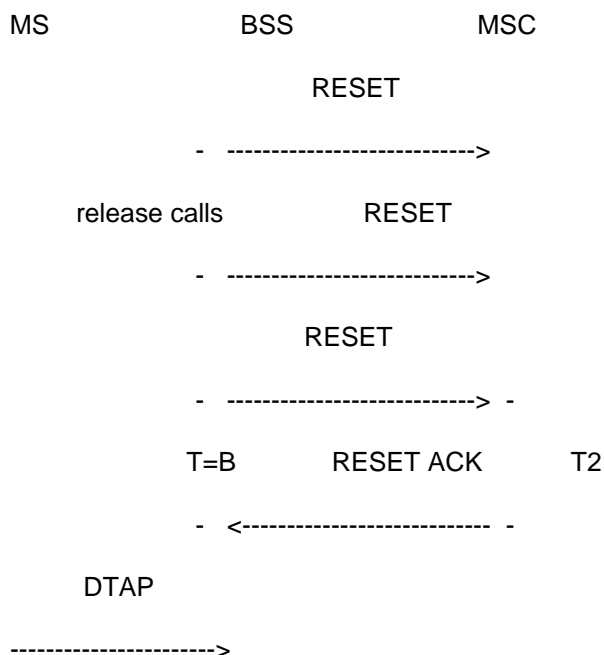 MS BSS MSC
RESET
- ---------------------------->
release calls RESET
- ---------------------------->
RESET
- ----------------------------> -
T=B RESET ACK T2
- <---------------------------- -
DTAP
----------------------->